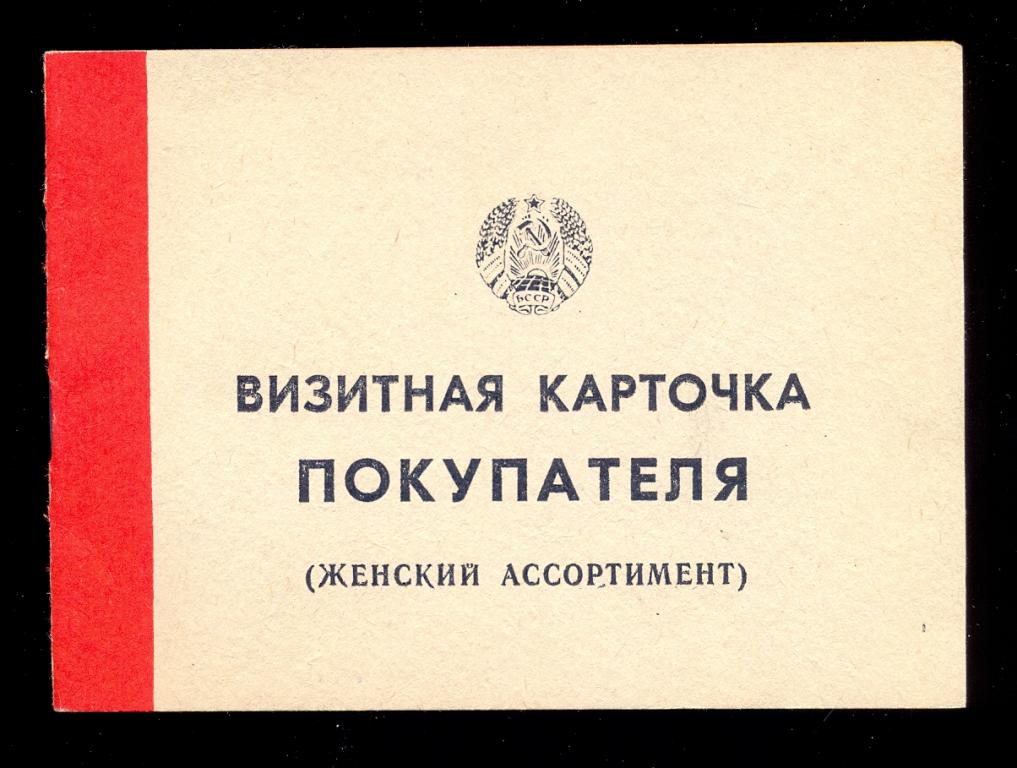 БССР
ВИЗИТНАЯ КАРТОЧКА
ПОКУПАТЕЛЯ
(ЖЕНСКИЙ АССОРТИМЕНТ)